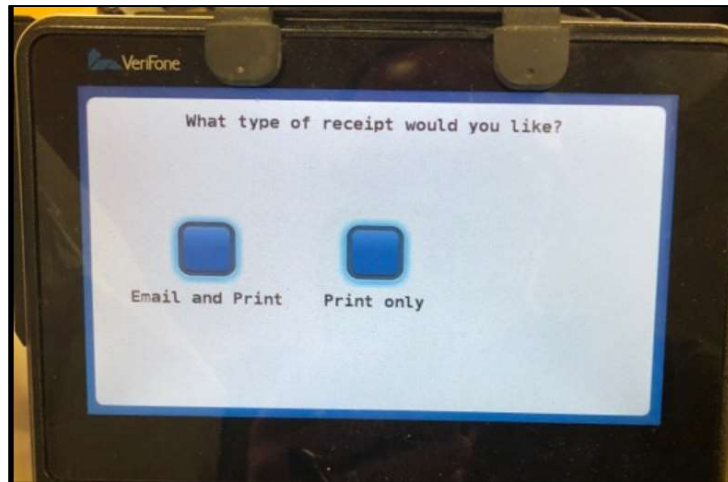 VeriFone
What type of receipt would you like?
Email and Print Print only